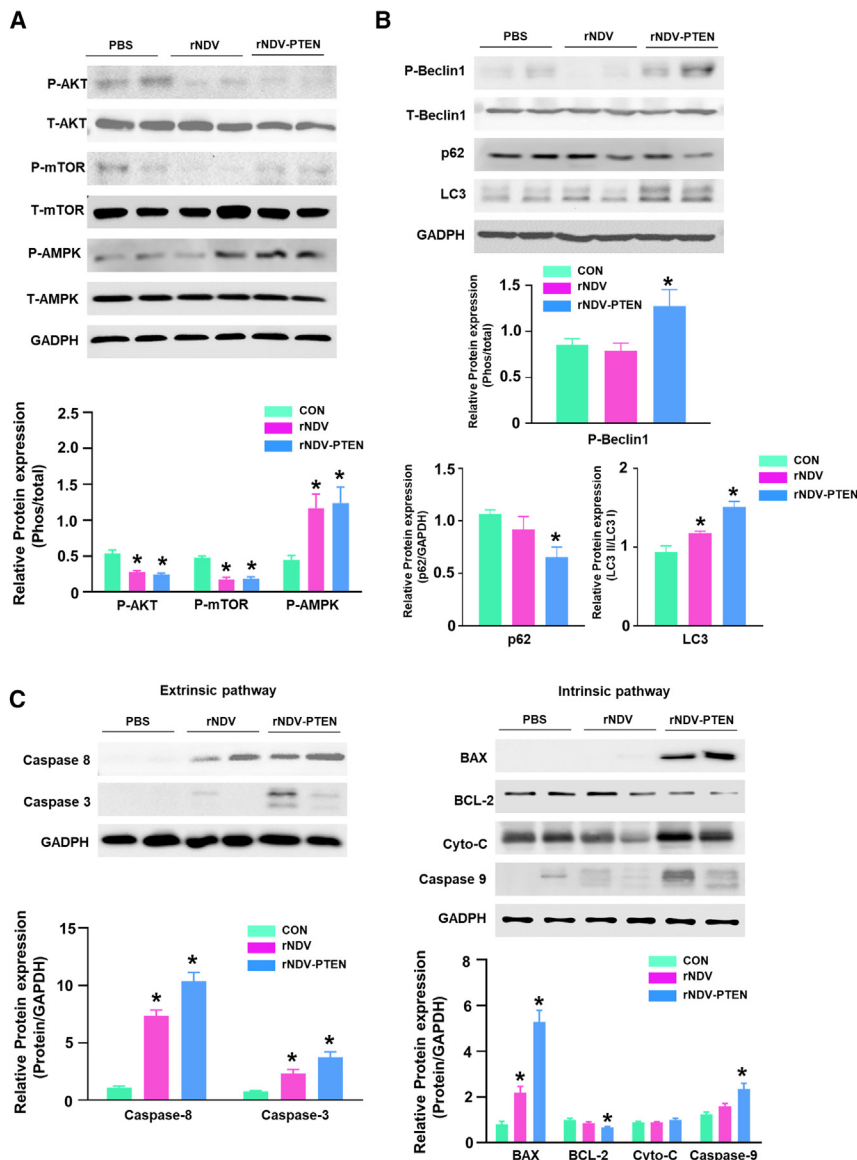 A
PBS rNDV rNDV-PTEN
P-AKT
T-AKT
P-mTOR
T-mTOR
P-AMPK
T-AMPK
GADPH
Relative Protein expression
(Phos/total)
2.5
2.0
1.5
1.0
0.5
0
CON
rNDV
rNDV-PTEN
* * * * * *
P-AKT P-mTOR P-AMPK
B
PBS rNDV rNDV-PTEN
P-Beclin1
T-Beclin1
p62
LC3
GADPH
Relative Protein expression
(Phos/total)
1.5
1.0
0.5
0
CON
rNDV
rNDV-PTEN
*
P-Beclin1
Relative Protein expression
(p62/GAPDH)
1.5
1.0
0.5
0
*
p62
Relative Protein expression
(LC3 II/LC3 I)
2
1
0
* *
LC3
CON
rNDV
rNDV-PTEN
C
Extrinsic pathway
PBS rNDV rNDV-PTEN
Caspase 8
Caspase 3
GADPH
Relative Protein expression
(Protein/GAPDH)
15
10
5
0
CON
rNDV
rNDV-PTEN
* * * *
Caspase-8 Caspase-3
Intrinsic pathway
PBS rNDV rNDV-PTEN
BAX
BCL-2
Cyto-C
Caspase 9
GADPH
Relative Protein expression
(Protein/GAPDH)
8
6
4
2
0
CON
rNDV
rNDV-PTEN
* * * *
BAX BCL-2 Cyto-C Caspase-9